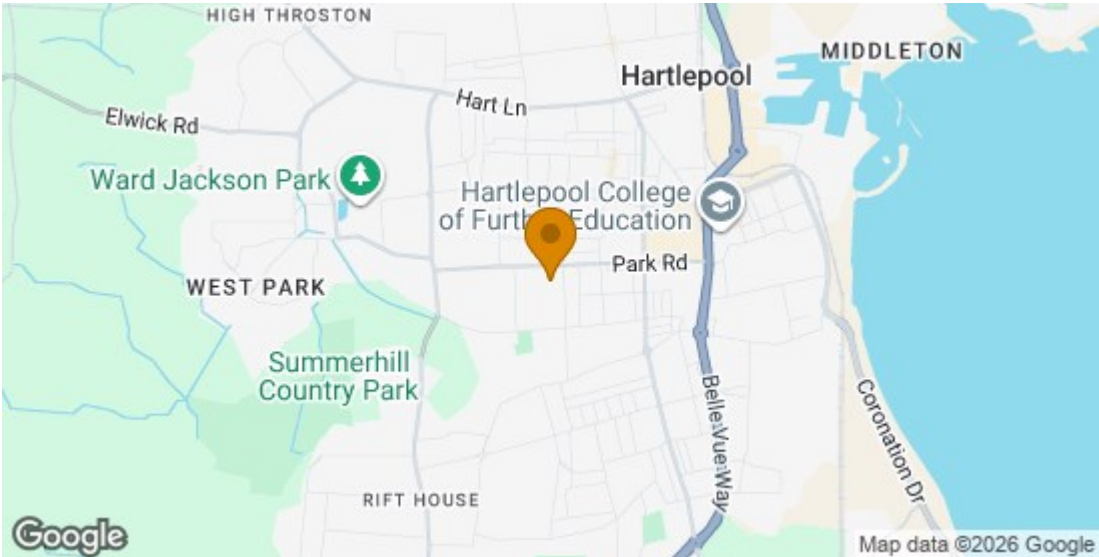 HIGH THROSTON
MIDDLETON
Hartlepool
Hart Ln
Elwick Rd
Ward Jackson Park
Hartlepool College
of Further Education
Park Rd
WEST PARK
Summerhill
Country Park
Belle Vue Way
Coronation Dr
RIFT HOUSE
Google
Map data ©2026 Google